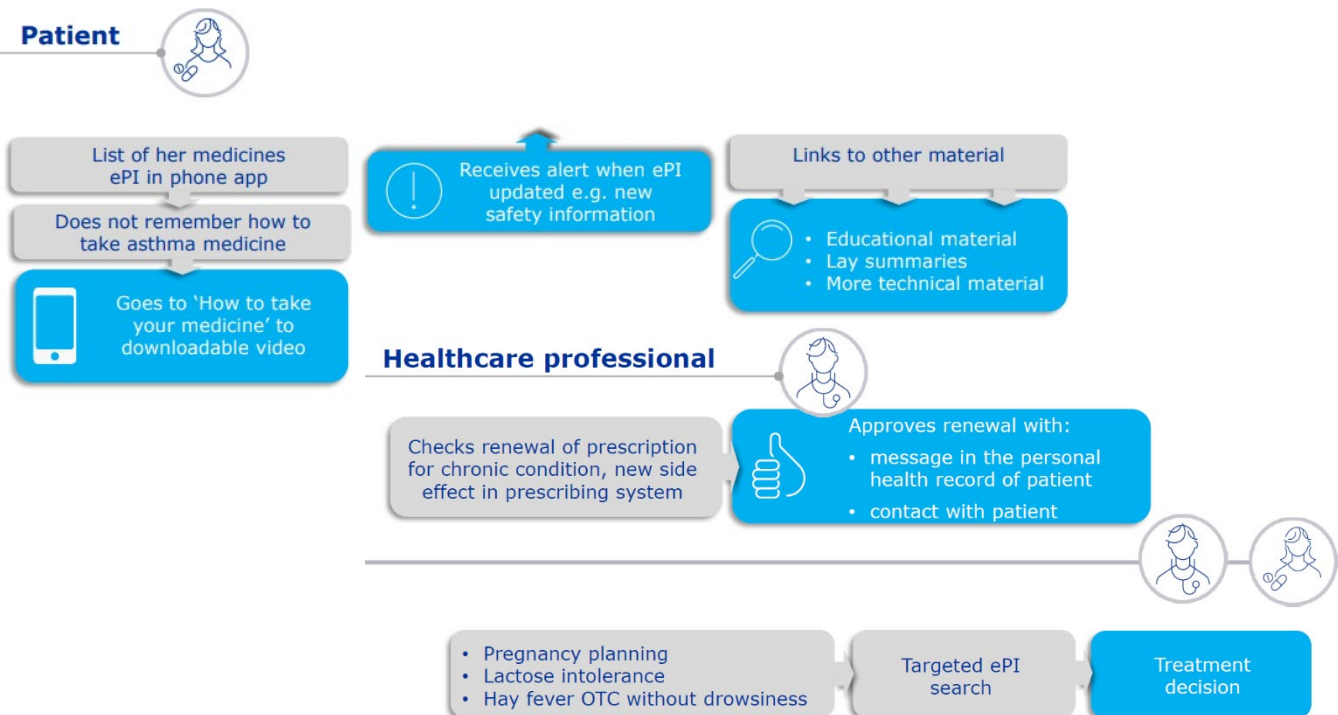 Patient
List of her medicines
ePI in phone app
Does not remember how to
take asthma medicine
Goes to ‘How to take
your medicine’ to
downloadable video
Receives alert when ePI
updated e.g. new
safety information
Links to other material
• Educational material
• Lay summaries
• More technical material
Healthcare professional
Checks renewal of prescription
for chronic condition, new side
effect in prescribing system
Approves renewal with:
• message in the personal
health record of patient
• contact with patient
• Pregnancy planning
• Lactose intolerance
• Hay fever OTC without drowsiness
Targeted ePI
search
Treatment
decision